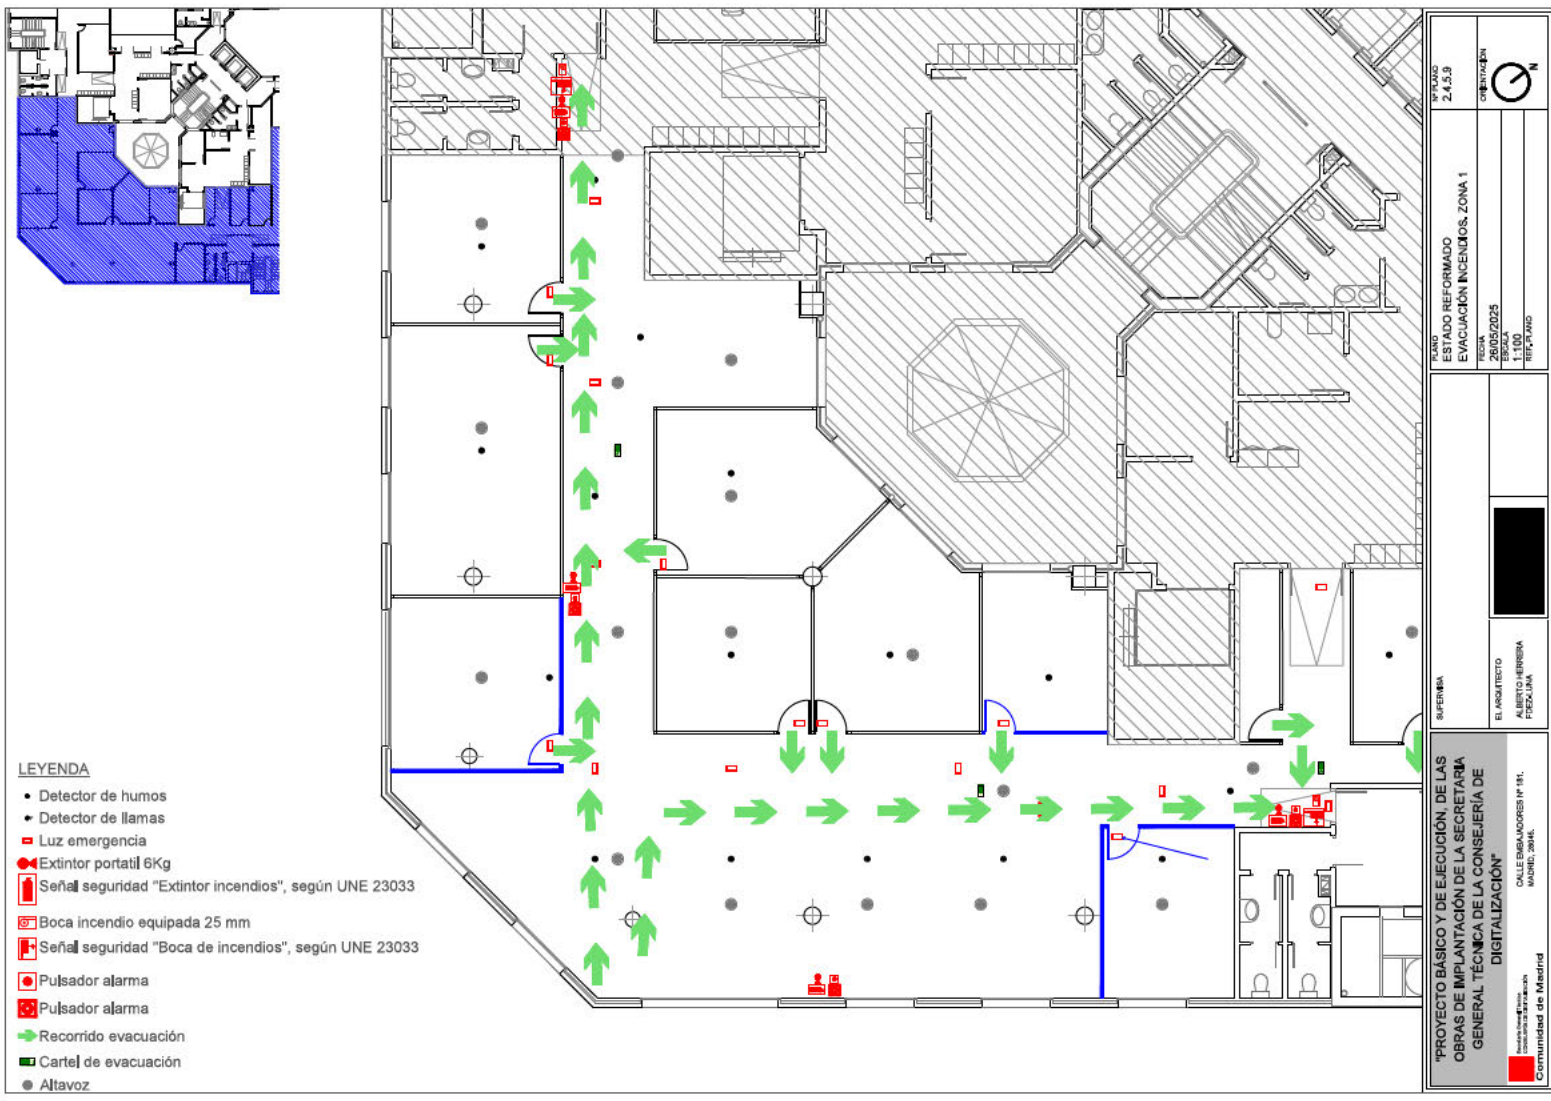 LEYENDA
Detector de humos
Detector de llamas
Luz emergencia
Extintor portatil 6Kg
Señal seguridad "Extintor incendios", según UNE 23033
Boca incendio equipada 25 mm
Señal seguridad "Boca de incendios", según UNE 23033
Pulsador alarma
Pulsador alarma
Recorrido evacuación
Cartel de evacuación
Altavoz
Nº PLANO
2.4.5.9
ORIENTACIÓN
N
PLANO
ESTADO REFORMADO
EVACUACIÓN INCENDIOS. ZONA 1
FECHA
26/05/2025
ESCALA
1:100
REF. PLANO
SUPERVISA
EL ARQUITECTO
ALBERTO HERRERA
FDEZ-LUNA
"PROYECTO BÁSICO Y DE EJECUCIÓN, DE LAS
OBRAS DE IMPLANTACIÓN DE LA SECRETARIA
GENERAL TÉCNICA DE LA CONSEJERÍA DE
DIGITALIZACIÓN"
CALLE EMBAJADORES Nº 181.
MADRID, 28045.
Comunidad de Madrid